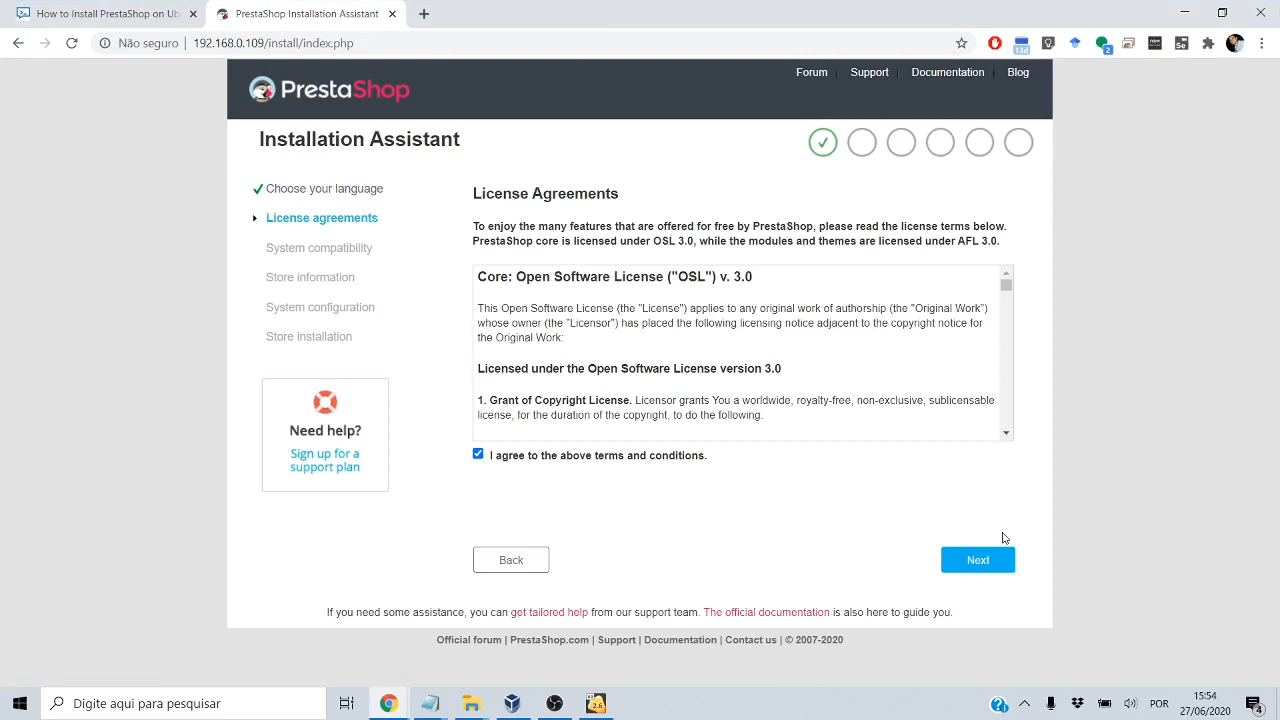 How to Install PrestaShop on Ub
PrestaShop Installation Assistant
Não seguro
192.168.0.109/install/index.php
13d
2
new
Se
PrestaShop
Forum
Support
Documentation
Blog
Installation Assistant
Choose your language
License agreements
System compatibility
Store information
System configuration
Store installation
Need help?
Sign up for a
support plan
License Agreements
To enjoy the many features that are offered for free by PrestaShop, please read the license terms below.
PrestaShop core is licensed under OSL 3.0, while the modules and themes are licensed under AFL 3.0.
Core: Open Software License ("OSL") v. 3.0
This Open Software License (the "License") applies to any original work of authorship (the "Original Work")
whose owner (the "Licensor") has placed the following licensing notice adjacent to the copyright notice for
the Original Work:
Licensed under the Open Software License version 3.0
1. Grant of Copyright License. Licensor grants You a worldwide, royalty-free, non-exclusive, sublicensable
license, for the duration of the copyright, to do the following.
I agree to the above terms and conditions.
Back
Next
If you need some assistance, you can get tailored help from our support team. The official documentation is also here to guide you.
Official forum | PrestaShop.com | Support | Documentation | Contact us | © 2007-2020
Digite aqui para pesquisar
2.6
POR
15:54
27/06/2020
4